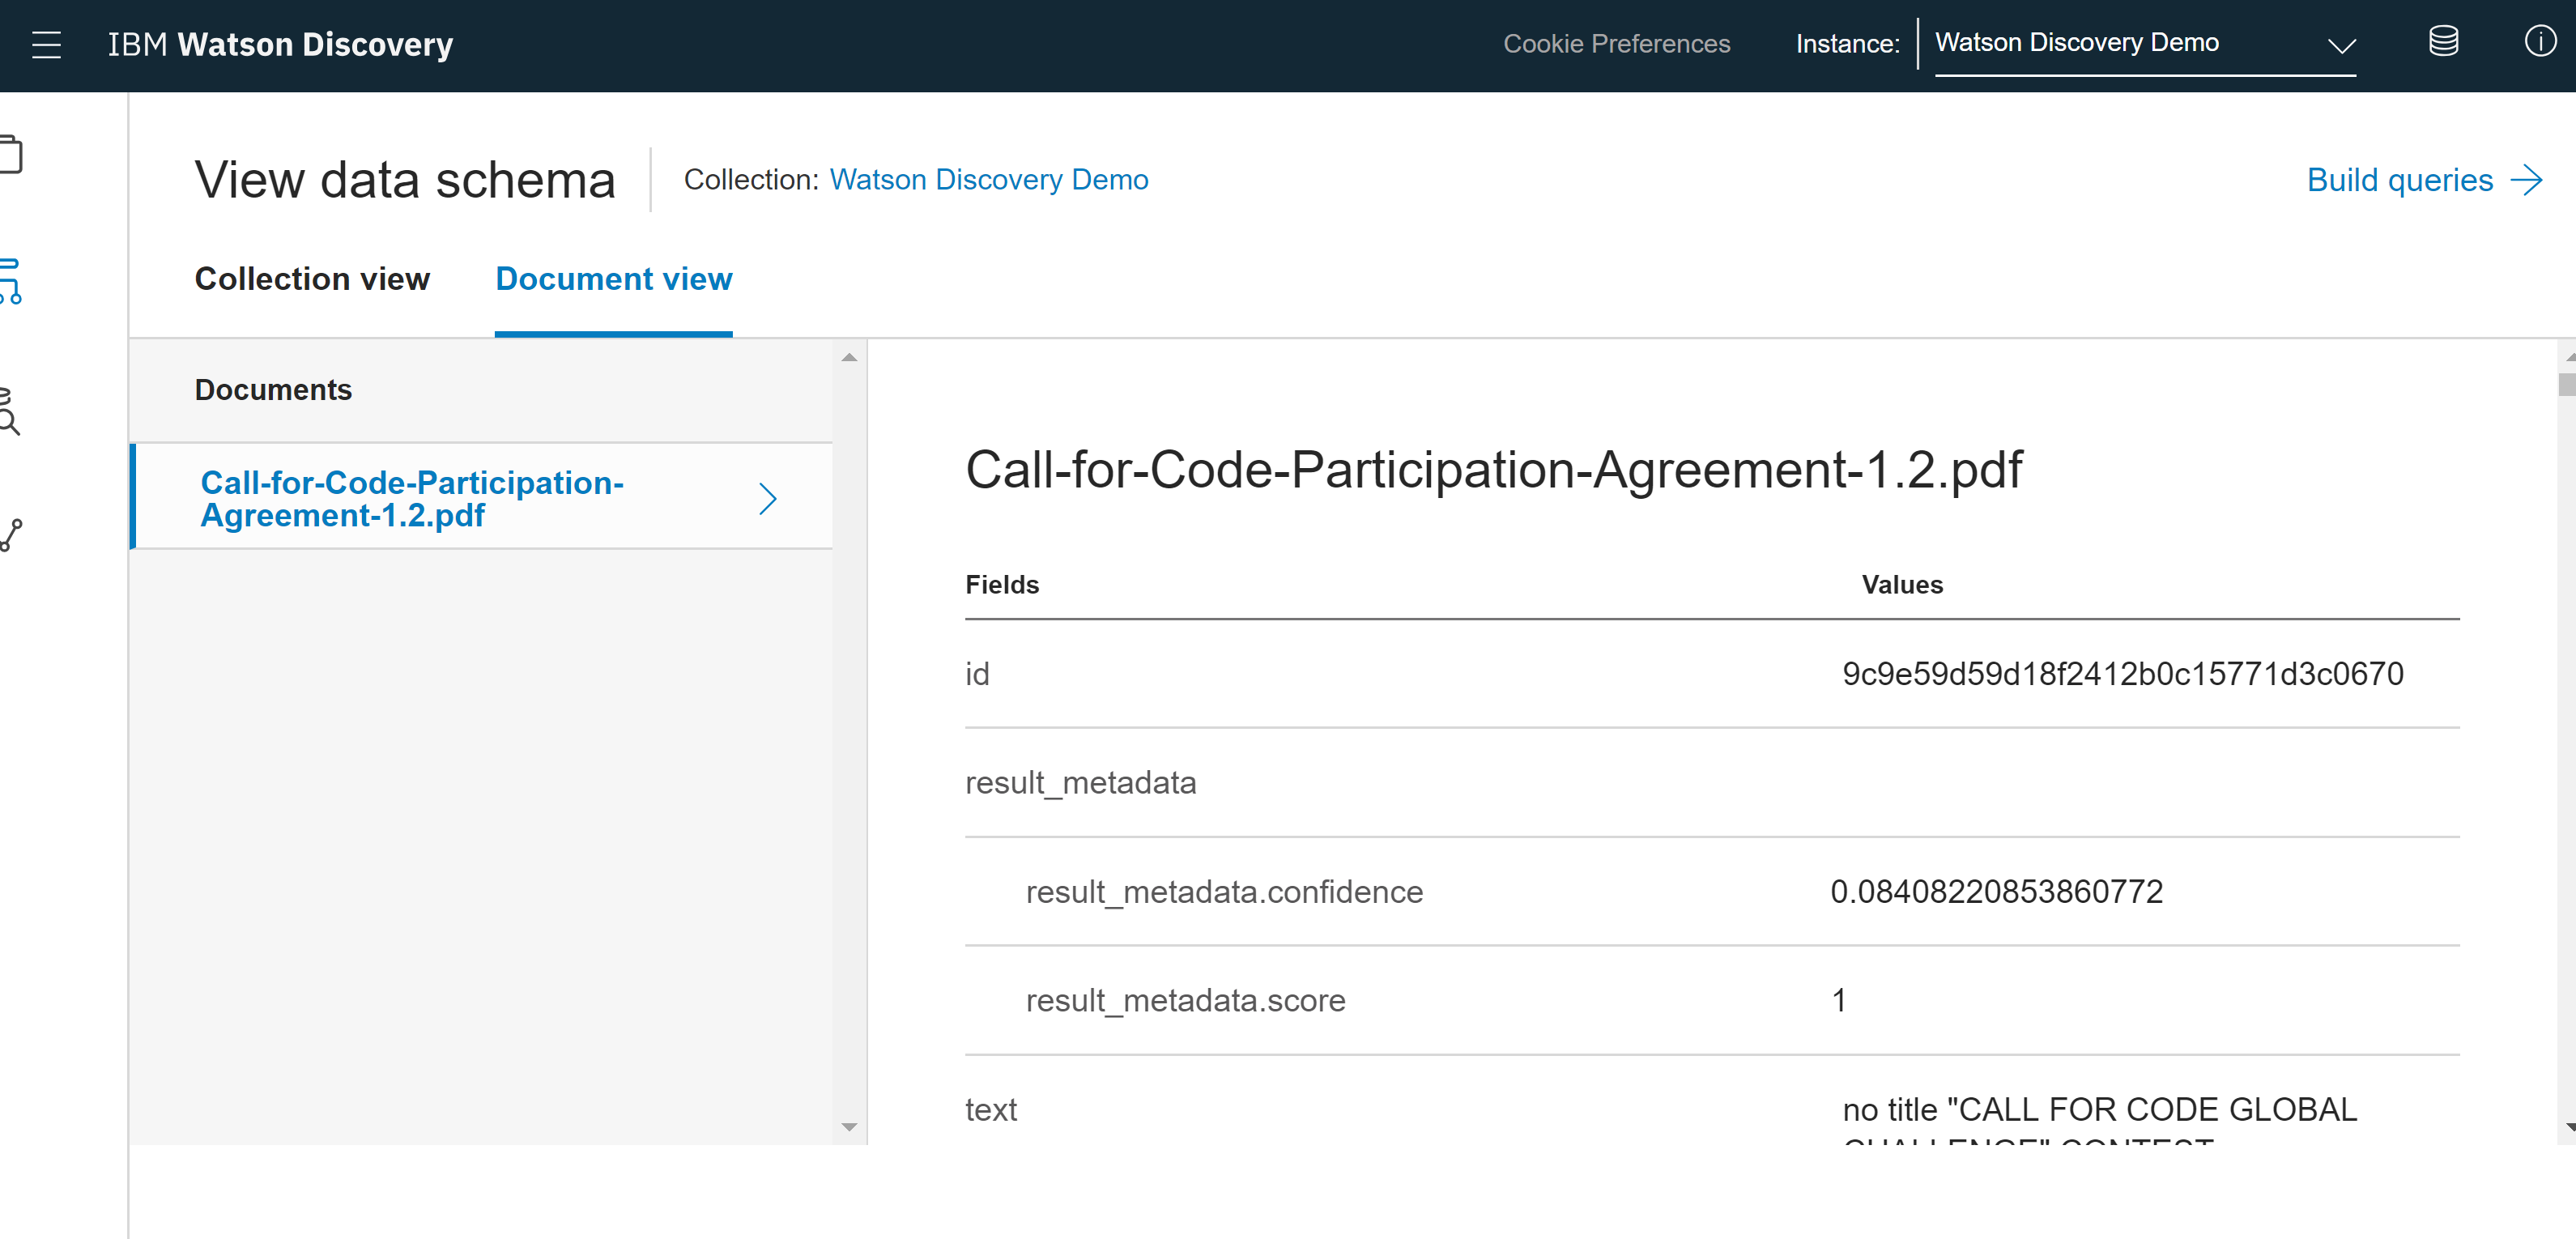 IBM Watson Discovery
Cookie Preferences
Instance:
Watson Discovery Demo
View data schema
Collection: Watson Discovery Demo
Build queries
Collection view
Document view
Documents
Call-for-Code-Participation-
Agreement-1.2.pdf
Call-for-Code-Participation-Agreement-1.2.pdf
Fields
Values
id
9c9e59d59d18f2412b0c15771d3c0670
result_metadata
result_metadata.confidence
0.08408220853860772
result_metadata.score
1
text
no title "CALL FOR CODE GLOBAL
CHALLENGE" CONTEST